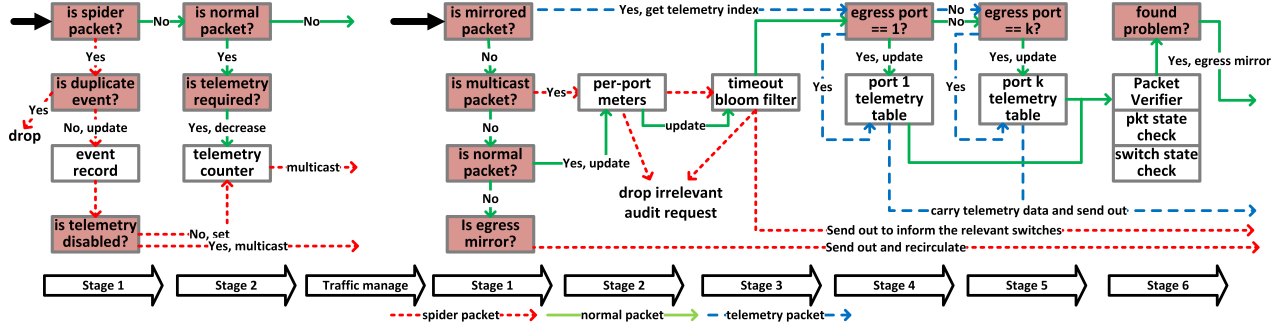 is spider
packet?
No
is normal
packet?
No
Yes
is duplicate
event?
Yes
drop
No, update
event
record
is telemetry
disabled?
No, set
Yes, multicast
Yes
is telemetry
required?
Yes, decrease
telemetry
counter
multicast
is mirrored
packet?
Yes, get telemetry index
No
is multicast
packet?
Yes
No
is normal
packet?
Yes, update
No
Is egress
mirror?
per-port
meters
update
timeout
bloom filter
drop irrelevant
audit request
egress port
== 1?
No
No
egress port
== k?
Yes, update
Yes
port 1
telemetry
table
Yes, update
Yes
port k
telemetry
table
found
problem?
Yes, egress mirror
Packet
Verifier
pkt state
check
switch state
check
carry telemetry data and send out
Send out to inform the relevant switches
Send out and recirculate
Stage 1
Stage 2
Traffic manage
Stage 1
Stage 2
Stage 3
Stage 4
Stage 5
Stage 6
spider packet
normal packet
telemetry packet